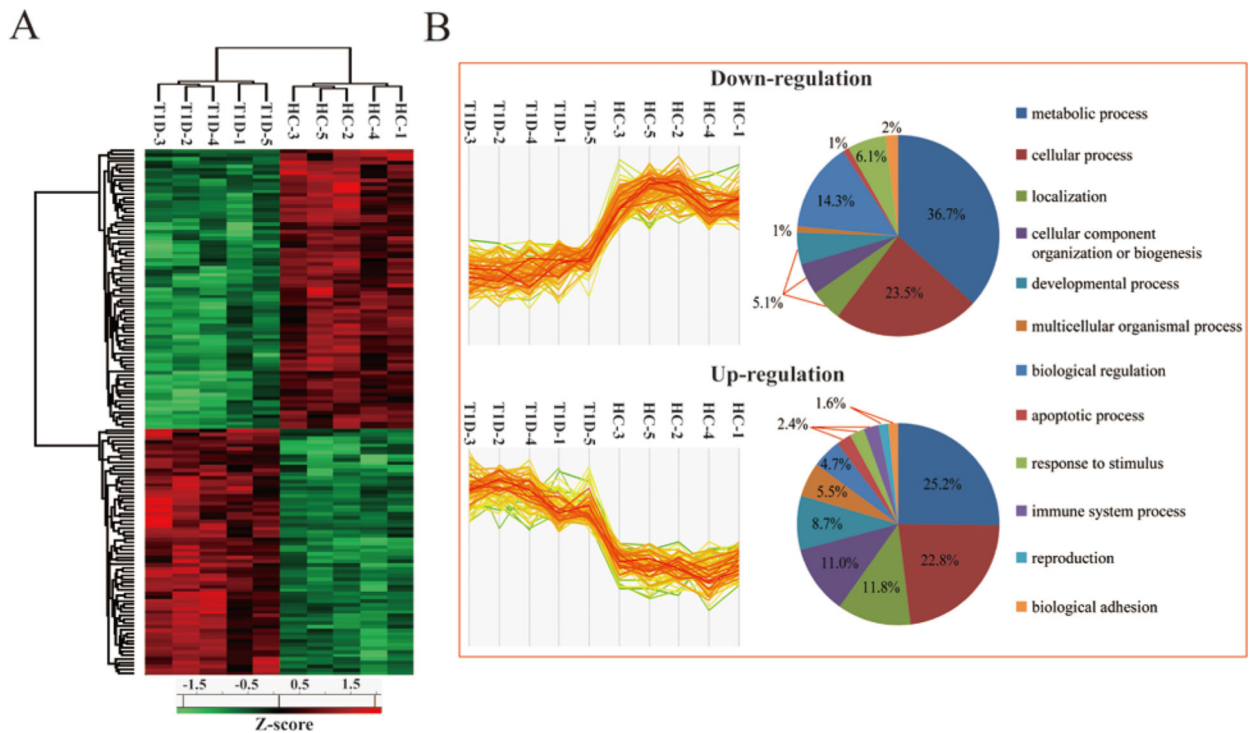 A
B
T1D-3
T1D-2
T1D-4
T1D-1
T1D-5
HC-3
HC-5
HC-2
HC-4
HC-1
-1.5 -0.5 0.5 1.5
Z-score
Down-regulation
T1D-3
T1D-2
T1D-4
T1D-1
T1D-5
HC-3
HC-5
HC-2
HC-4
HC-1
2%
1%
6.1%
14.3%
36.7%
1%
5.1%
23.5%
Up-regulation
T1D-3
T1D-2
T1D-4
T1D-1
T1D-5
HC-3
HC-5
HC-2
HC-4
HC-1
1.6%
2.4%
4.7%
5.5%
8.7%
11.0%
11.8%
22.8%
25.2%
metabolic process
cellular process
localization
cellular component
organization or biogenesis
developmental process
multicellular organismal process
biological regulation
apoptotic process
response to stimulus
immune system process
reproduction
biological adhesion